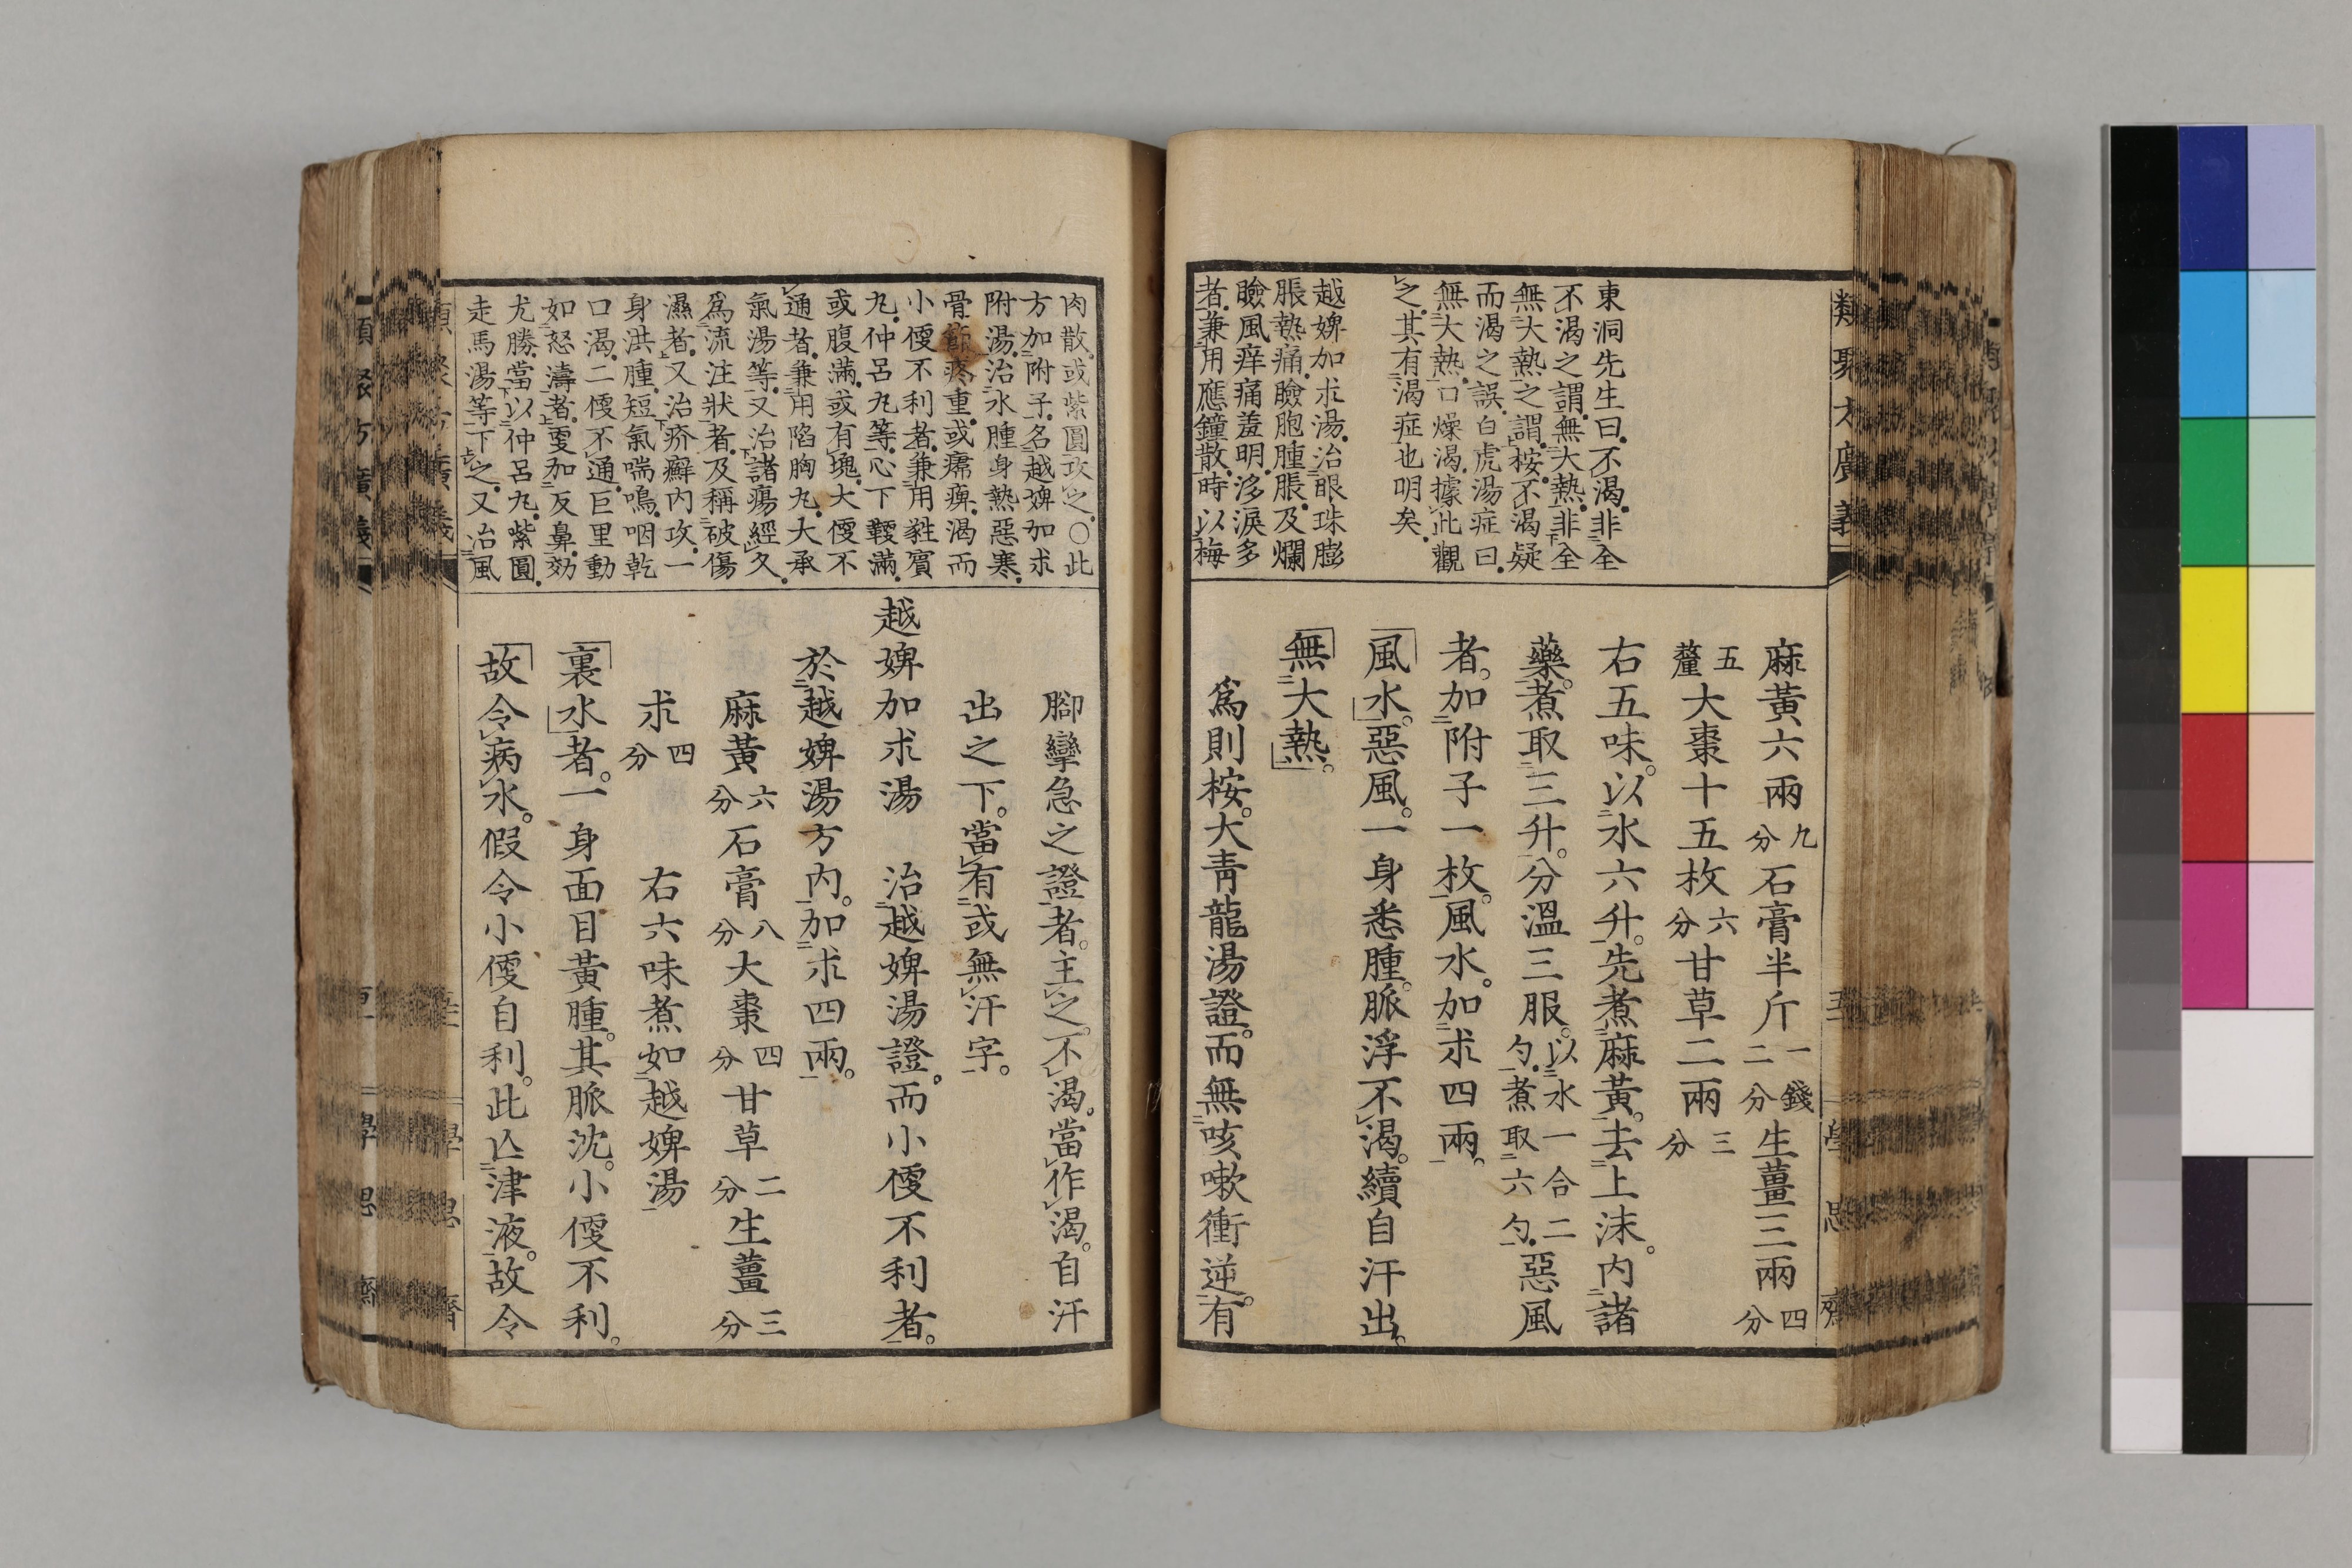 東洞先生曰。不渴。非全
不渴之謂。無大熱。非全
無大熱之謂。桉。不渴疑
而渴之誤。白虎湯症曰。
無大熱。口燥渴。據此觀
之。其有渴症也明矣。
越婢加朮湯。治眼珠膨
脹熱痛。瞼胞腫脹。及爛
瞼風痒痛羞明。沴淚多
者。兼用應鐘散。時以梅
麻黃六兩九分石膏半斤一錢二分生薑三兩四分
五釐大棗十五枚六分甘草二兩三分
右五味。以水六升。先煮麻黃。去上沫。內諸
藥。煮取三升。分溫三服。以水一合二勺。煮取六勺。惡風
者。加附子一枚。風水。加朮四兩。
風水。惡風。一身悉腫。脈浮不渴。續自汗出。
無大熱。
爲則桉。大青龍湯證。而無咳嗽衝逆。有
肉散。或紫圓攻之。○此
方加附子。名越婢加朮
附湯。治水腫身熱惡寒。
骨節疼重。或痲痺。渴而
小便不利者。兼用甡賓
丸。仲呂丸等。心下鞕滿。
或腹滿。或有塊。大便不
通者。兼用陷胸丸。大承
氣湯等。又治諸瘍經久。
爲流注狀者。及稱破傷
濕者。又治疥癬內攻。一
身洪腫。短氣喘鳴。咽乾
口渴。二便不通。巨里動
如怒濤者。更加反鼻。効
尤勝。當以仲呂丸。紫圓。
走馬湯等下之。又治風
腳攣急之證者。主之。不渴。當作渴。自汗
出之下。當有或無汗字。
越婢加朮湯 治越婢湯證。而小便不利者。
於越婢湯方內。加朮四兩。
麻黃六分石膏八分大棗四分甘草二分生薑三分
朮四分 右六味煮如越婢湯
裏水者。一身面目黃腫。其脈沈。小便不利。
故令病水。假令小便自利。此亾津液。故令